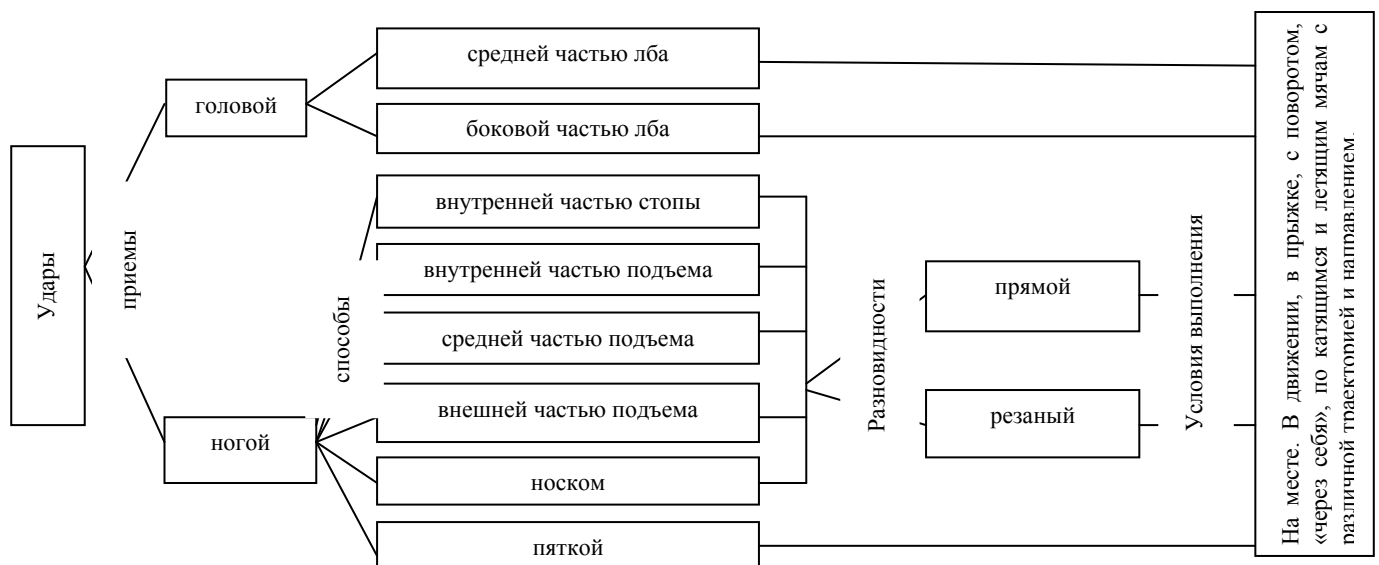 Удары
приемы
головой
ногой
способы
средней частью лба
боковой частью лба
внутренней частью стопы
внутренней частью подъема
средней частью подъема
внешней частью подъема
носком
пяткой
Разновидности
прямой
резаный
Условия выполнения
На месте. В движении, в прыжке, с поворотом,
«через себя», по катящимся и летящим мячам с
различной траекторией и направлением.